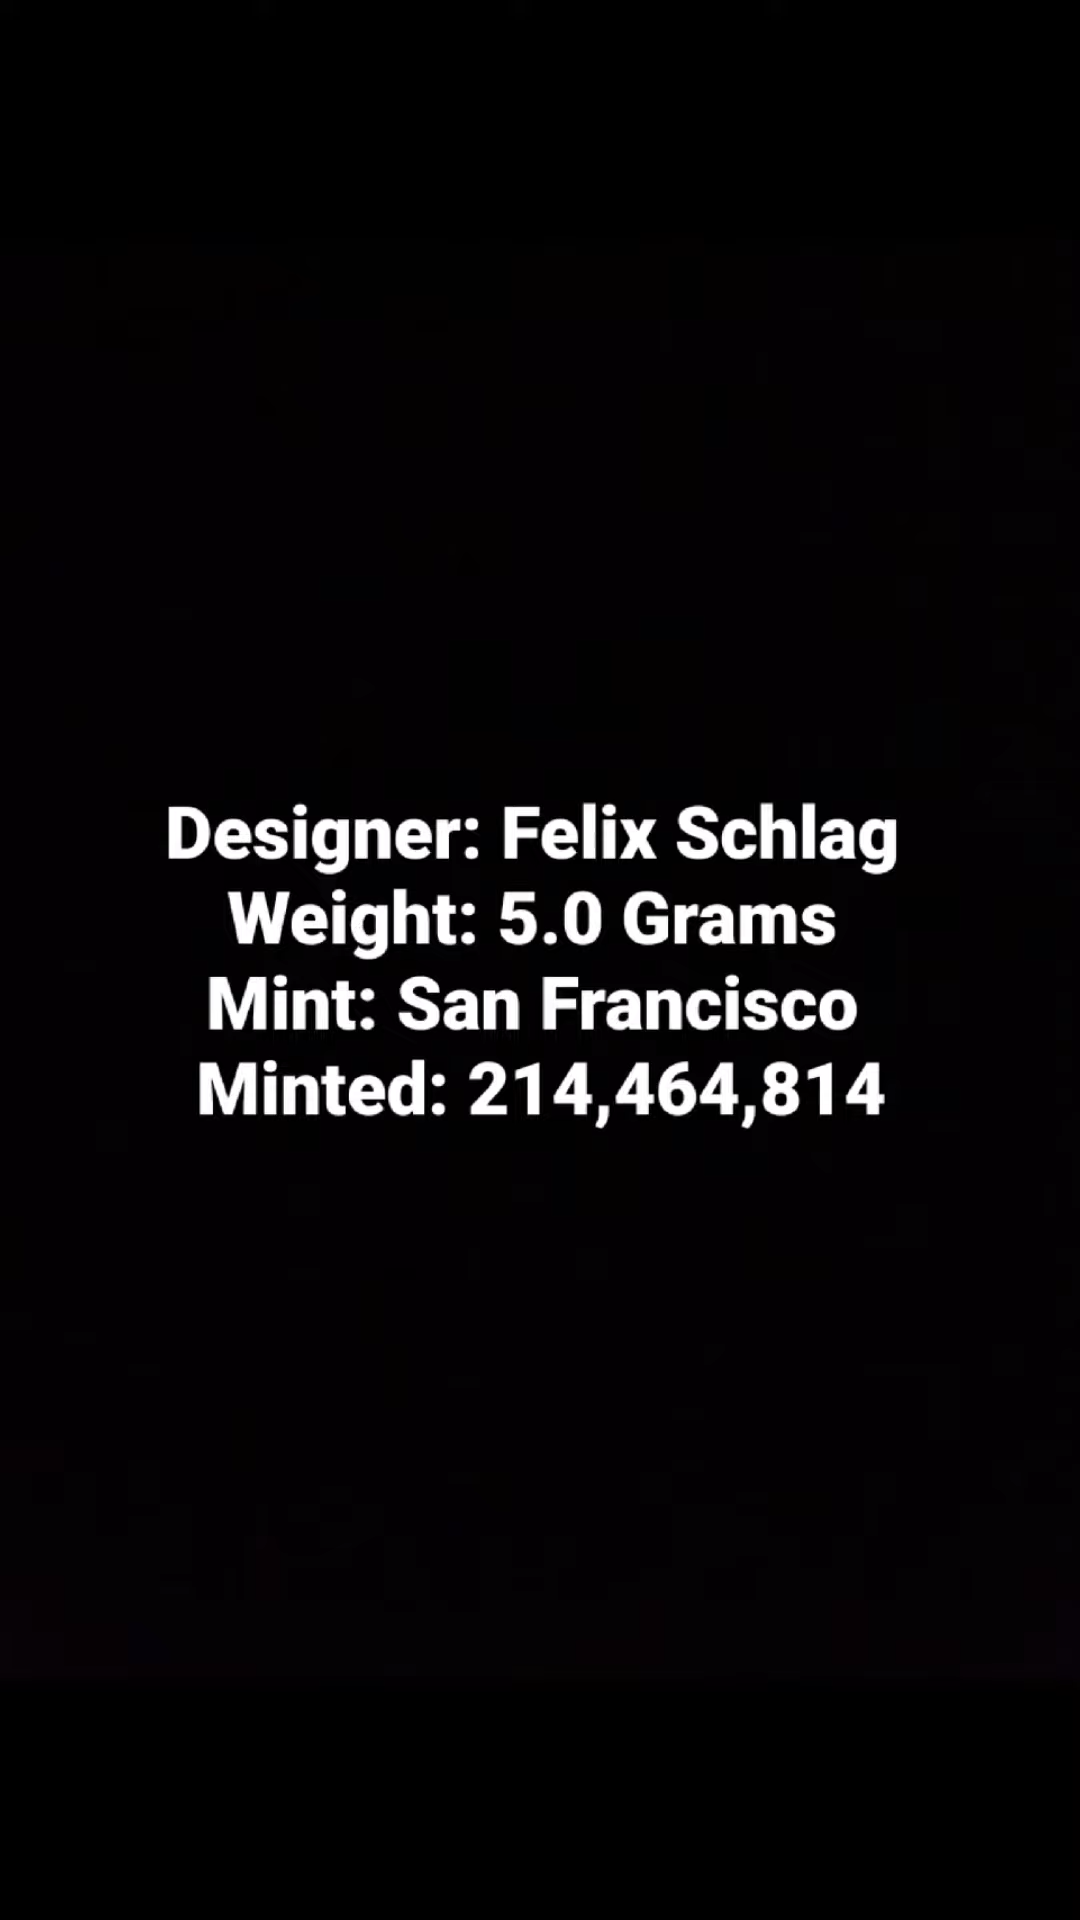 Designer: Felix Schlag
Weight: 5.0 Grams
Mint: San Francisco
Minted: 214,464,814